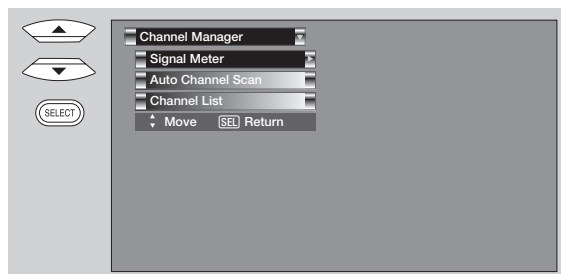 Channel Manager
Signal Meter
Auto Channel Scan
SELECT
Channel List
Move SEL Return